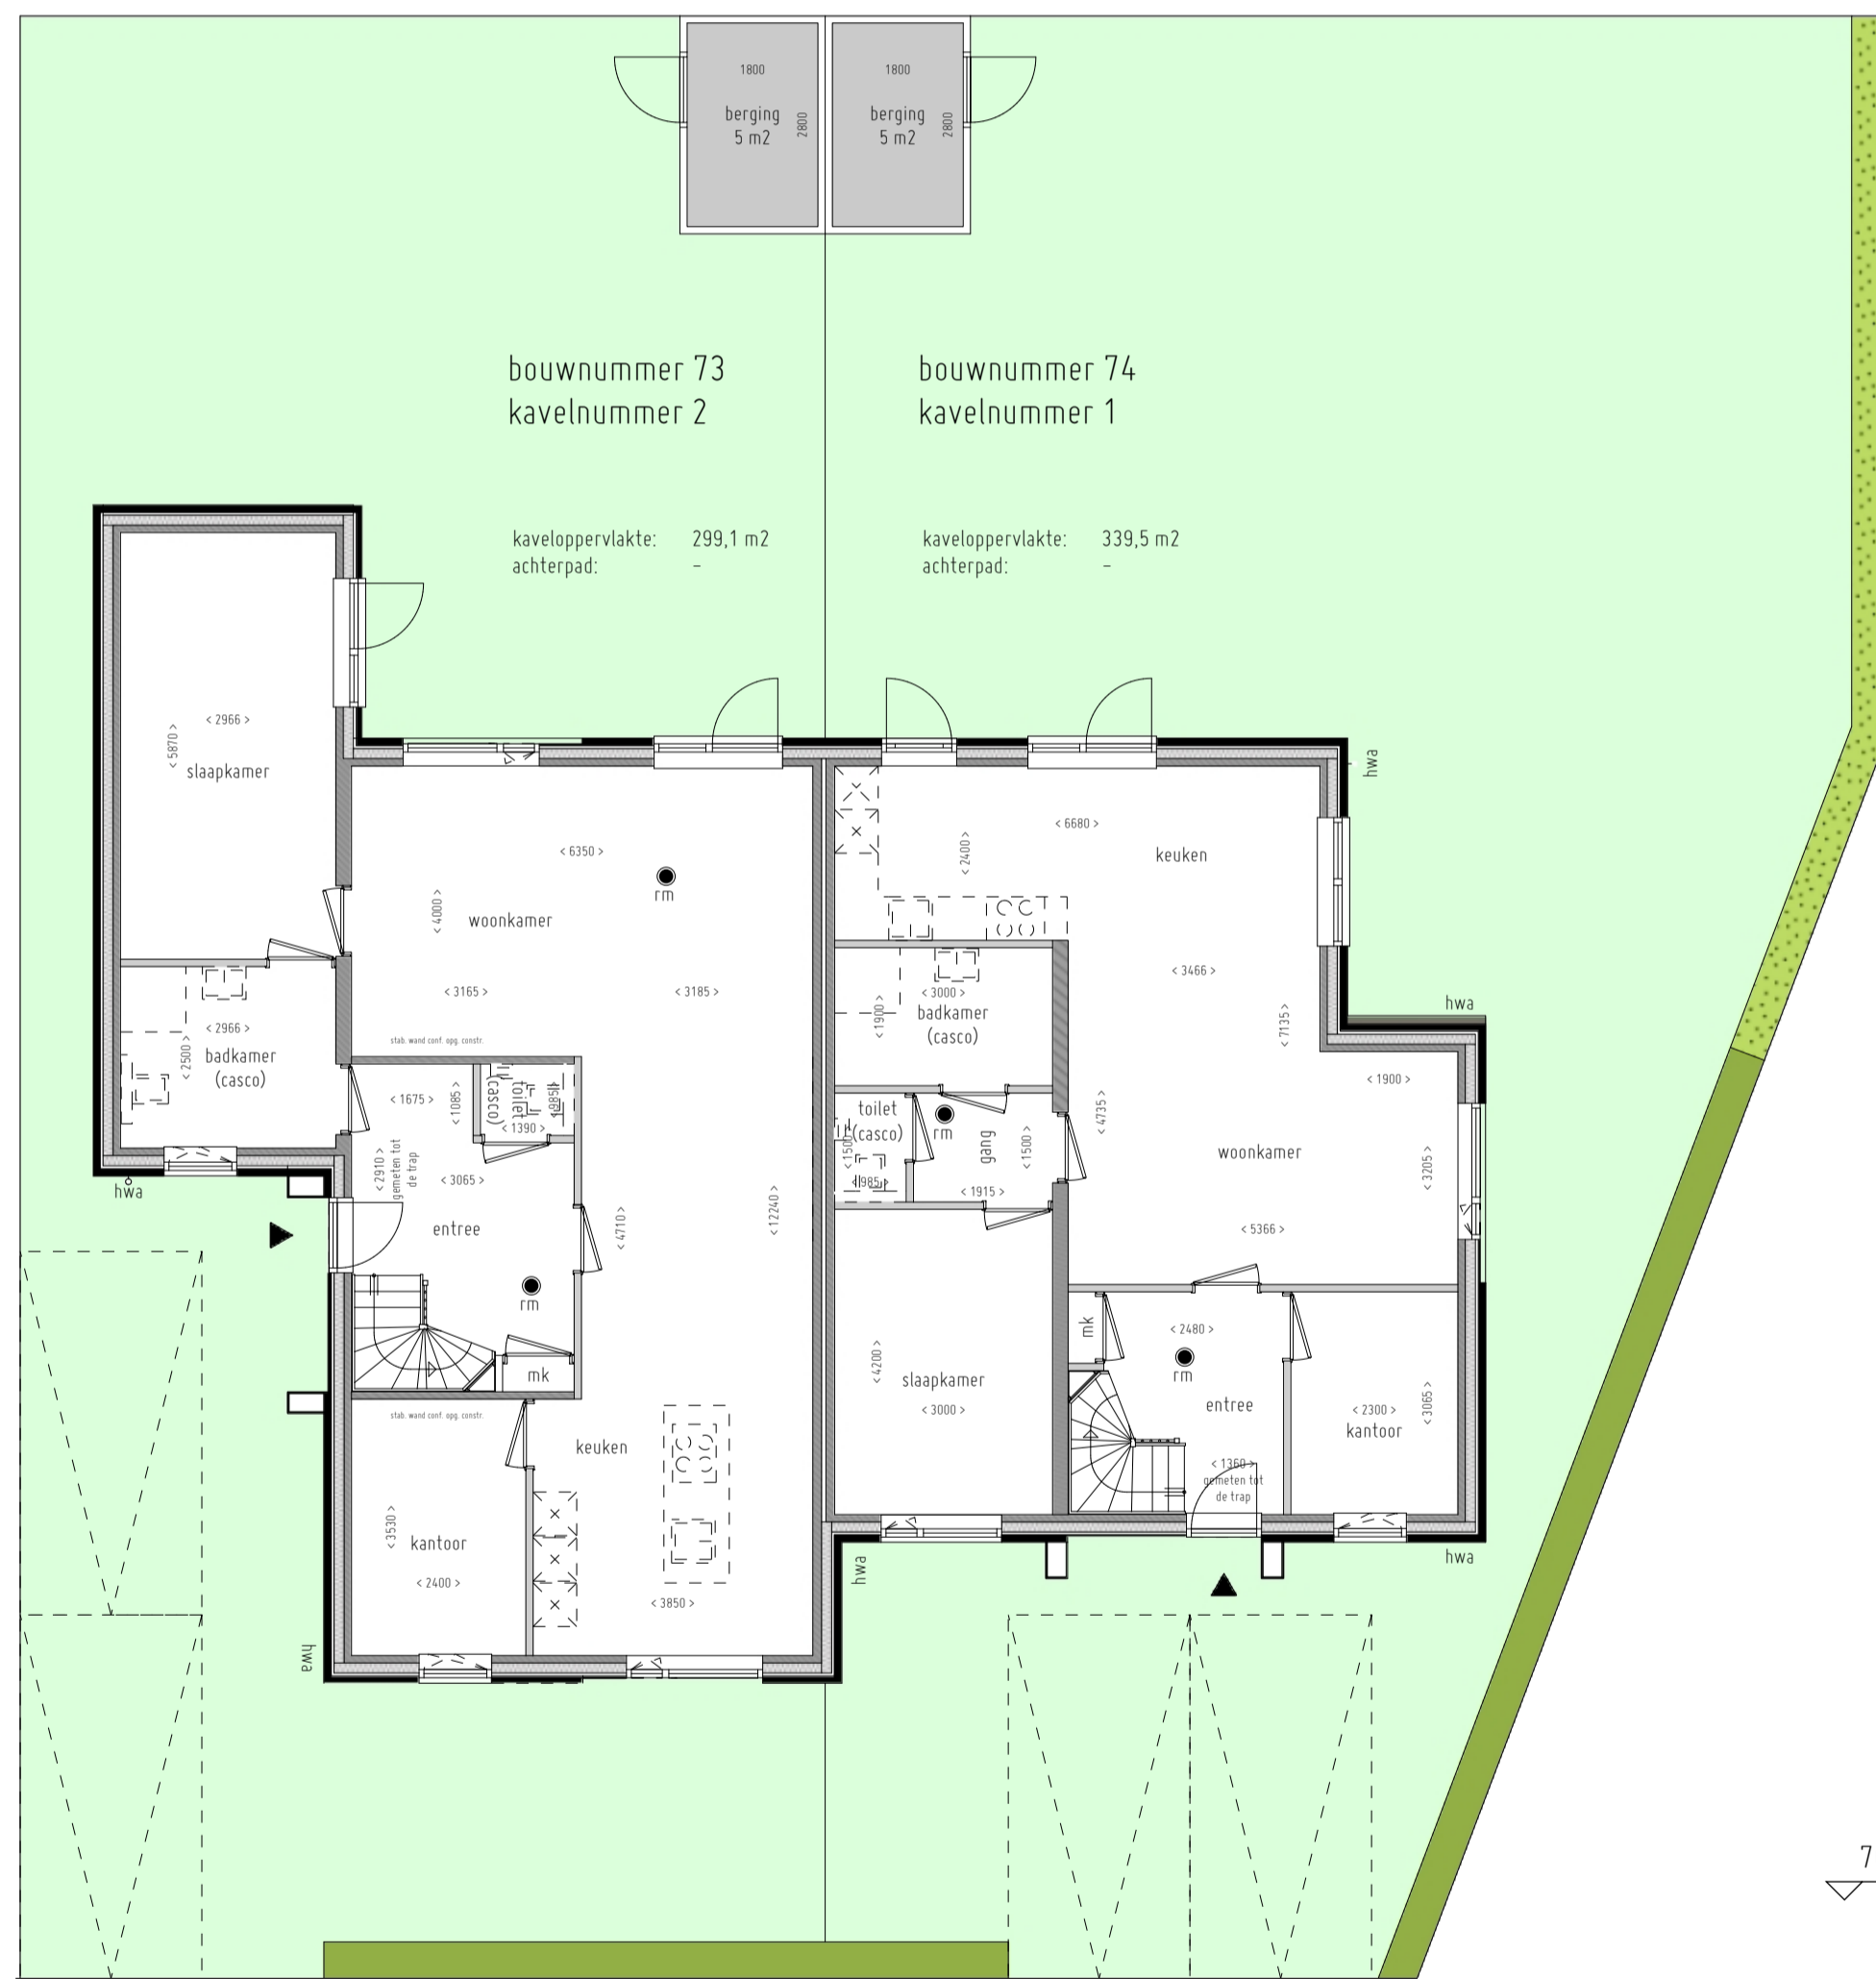 1800
berging
5 m2
2800
1800
berging
5 m2
2800
bouwnummer 73
kavelnummer 2
bouwnummer 74
kavelnummer 1
kaveloppervlakte: 299,1 m2
achterpad: -
kaveloppervlakte: 339,5 m2
achterpad: -
< 2966 >
< 5870 >
slaapkamer
< 2966 >
< 2500 >
badkamer
(casco)
hwa
< 6350 >
rm
< 4000 >
woonkamer
< 3165 >
< 3185 >
stab. wand conf. opg. constr.
< 1675 >
< 1085 >
toilet
(casco)
< 985 >
< 1390 >
< 2910 >
gemeten tot
de trap
< 3065 >
entree
< 4710 >
< 12240 >
rm
mk
stab. wand conf. opg. constr.
keuken
< 3530 >
kantoor
< 2400 >
< 3850 >
hwa
< 6680 >
< 2400 >
keuken
hwa
< 3466 >
< 3000 >
< 1900 >
badkamer
(casco)
hwa
< 7135 >
< 1900 >
toilet
(casco)
< 1500 >
< 985 >
rm
gang
< 1500 >
< 1915 >
< 4735 >
woonkamer
< 3205 >
< 5366 >
< 4200 >
slaapkamer
< 3000 >
mk
< 2480 >
rm
entree
< 1360 >
gemeten tot
de trap
< 2300 >
kantoor
< 3065 >
hwa
hwa
7